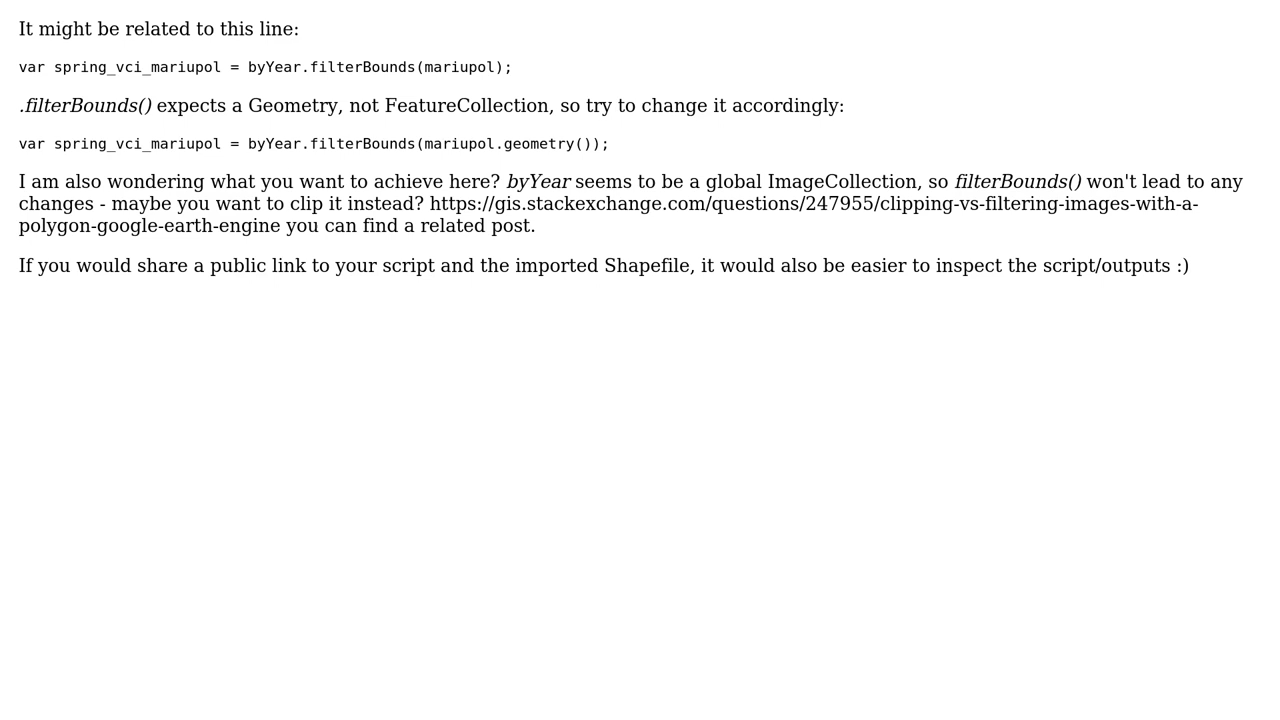 It might be related to this line:
var spring_vci_mariupol = byYear.filterBounds(mariupol);
.filterBounds() expects a Geometry, not FeatureCollection, so try to change it accordingly:
var spring_vci_mariupol = byYear.filterBounds(mariupol.geometry());
I am also wondering what you want to achieve here? byYear seems to be a global ImageCollection, so filterBounds() won't lead to any
changes - maybe you want to clip it instead? https://gis.stackexchange.com/questions/247955/clipping-vs-filtering-images-with-a-
polygon-google-earth-engine you can find a related post.
If you would share a public link to your script and the imported Shapefile, it would also be easier to inspect the script/outputs :)